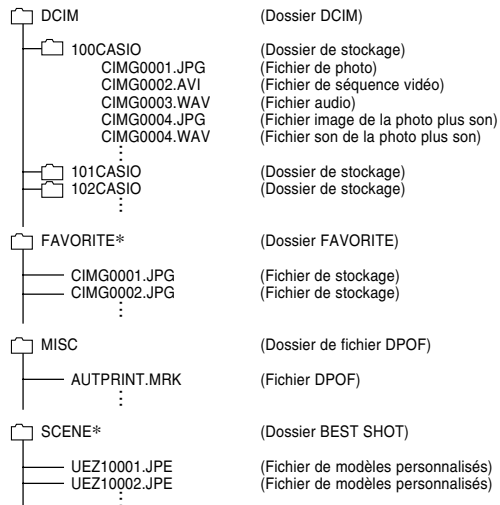 DCIM (Dossier DCIM)
100CASIO (Dossier de stockage)
CIMG0001.JPG (Fichier de photo)
CIMG0002.AVI (Fichier de séquence vidéo)
CIMG0003.WAV (Fichier audio)
CIMG0004.JPG (Fichier image de la photo plus son)
CIMG0004.WAV (Fichier son de la photo plus son)
101CASIO (Dossier de stockage)
102CASIO (Dossier de stockage)
FAVORITE* (Dossier FAVORITE)
CIMG0001.JPG (Fichier de stockage)
CIMG0002.JPG (Fichier de stockage)
MISC (Dossier de fichier DPOF)
AUTPRINT.MRK (Fichier DPOF)
SCENE* (Dossier BEST SHOT)
UEZ10001.JPE (Fichier de modèles personnalisés)
UEZ10002.JPE (Fichier de modèles personnalisés)